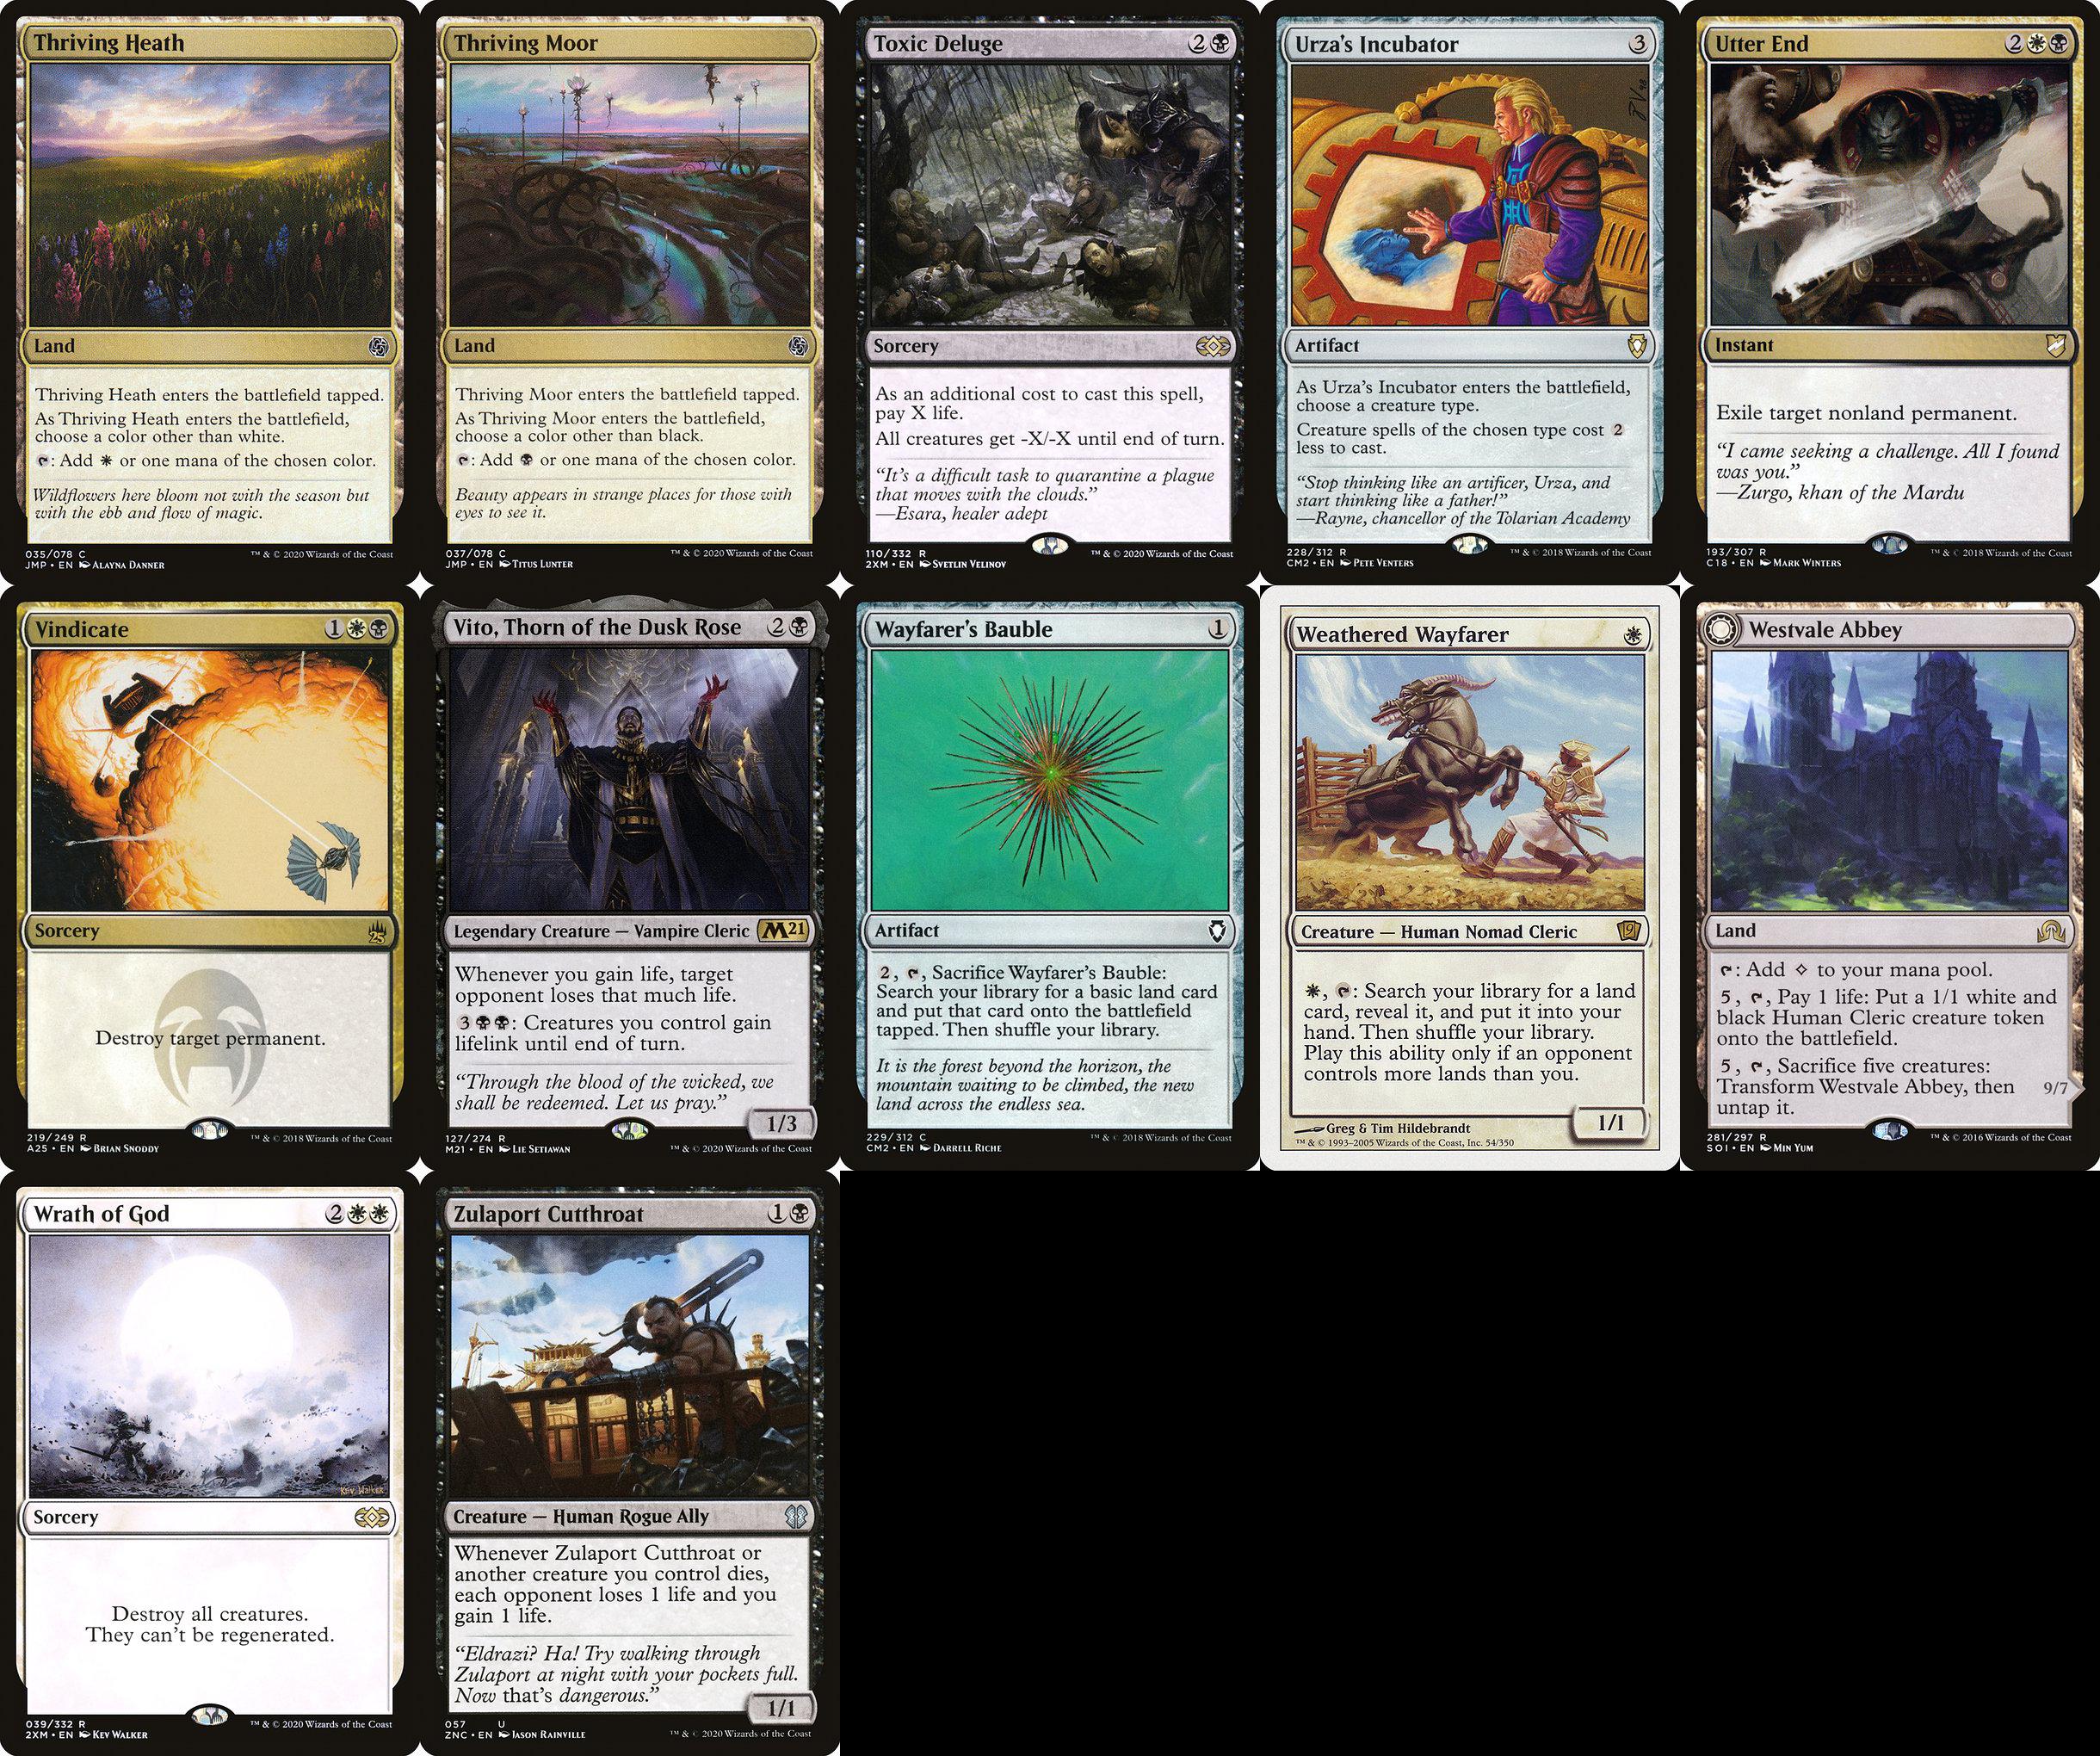 Thriving Heath
Land
Thriving Heath enters the battlefield tapped.
As Thriving Heath enters the battlefield,
choose a color other than white.
: Add or one mana of the chosen color.
Wildflowers here bloom not with the season but
with the ebb and flow of magic.
035/078 C
JMP • EN ALAYNA DANNER
™ & © 2020 Wizards of the Coast
Thriving Moor
Land
Thriving Moor enters the battlefield tapped.
As Thriving Moor enters the battlefield,
choose a color other than black.
: Add or one mana of the chosen color.
Beauty appears in strange places for those with
eyes to see it.
037/078 C
JMP • EN TITUS LUNTER
™ & © 2020 Wizards of the Coast
Toxic Deluge 2
Sorcery
As an additional cost to cast this spell,
pay X life.
All creatures get -X/-X until end of turn.
“It’s a difficult task to quarantine a plague
that moves with the clouds.”
—Esara, healer adept
110/332 R
2XM • EN SVETLIN VELINOV
™ & © 2020 Wizards of the Coast
Urza’s Incubator 3
Artifact
As Urza’s Incubator enters the battlefield,
choose a creature type.
Creature spells of the chosen type cost 2
less to cast.
“Stop thinking like an artificer, Urza, and
start thinking like a father!”
—Rayne, chancellor of the Tolarian Academy
228/312 R
CM2 • EN PETE VENTERS
™ & © 2018 Wizards of the Coast
Utter End 2
Instant
Exile target nonland permanent.
“I came seeking a challenge. All I found
was you.”
—Zurgo, khan of the Mardu
193/307 R
C18 • EN MARK WINTERS
™ & © 2018 Wizards of the Coast
Vindicate 1
Sorcery
25
Destroy target permanent.
219/249 R
A25 • EN BRIAN SNODDY
™ & © 2018 Wizards of the Coast
Vito, Thorn of the Dusk Rose 2
Legendary Creature — Vampire Cleric M21
Whenever you gain life, target
opponent loses that much life.
3: Creatures you control gain
lifelink until end of turn.
“Through the blood of the wicked, we
shall be redeemed. Let us pray.”
1/3
127/274 R
M21 • EN LIE SETIAWAN
™ & © 2020 Wizards of the Coast
Wayfarer’s Bauble 1
Artifact
2, , Sacrifice Wayfarer’s Bauble:
Search your library for a basic land card
and put that card onto the battlefield
tapped. Then shuffle your library.
It is the forest beyond the horizon, the
mountain waiting to be climbed, the new
land across the endless sea.
229/312 C
CM2 • EN DARRELL RICHE
™ & © 2018 Wizards of the Coast
Weathered Wayfarer
Creature — Human Nomad Cleric 9
, : Search your library for a land
card, reveal it, and put it into your
hand. Then shuffle your library.
Play this ability only if an opponent
controls more lands than you.
Greg & Tim Hildebrandt
1/1
™ & © 1993–2005 Wizards of the Coast, Inc. 54/350
Westvale Abbey
Land
: Add to your mana pool.
5, , Pay 1 life: Put a 1/1 white and
black Human Cleric creature token
onto the battlefield.
5, , Sacrifice five creatures:
Transform Westvale Abbey, then
untap it.
9/7
281/297 R
SOI • EN MIN YUM
™ & © 2016 Wizards of the Coast
Wrath of God 2
KEV WALKER
Sorcery
Destroy all creatures.
They can’t be regenerated.
039/332 R
2XM • EN KEV WALKER
™ & © 2020 Wizards of the Coast
Zulaport Cutthroat 1
Creature — Human Rogue Ally
Whenever Zulaport Cutthroat or
another creature you control dies,
each opponent loses 1 life and you
gain 1 life.
“Eldrazi? Ha! Try walking through
Zulaport at night with your pockets full.
Now that’s dangerous.”
1/1
057 U
ZNC • EN JASON RAINVILLE
™ & © 2020 Wizards of the Coast